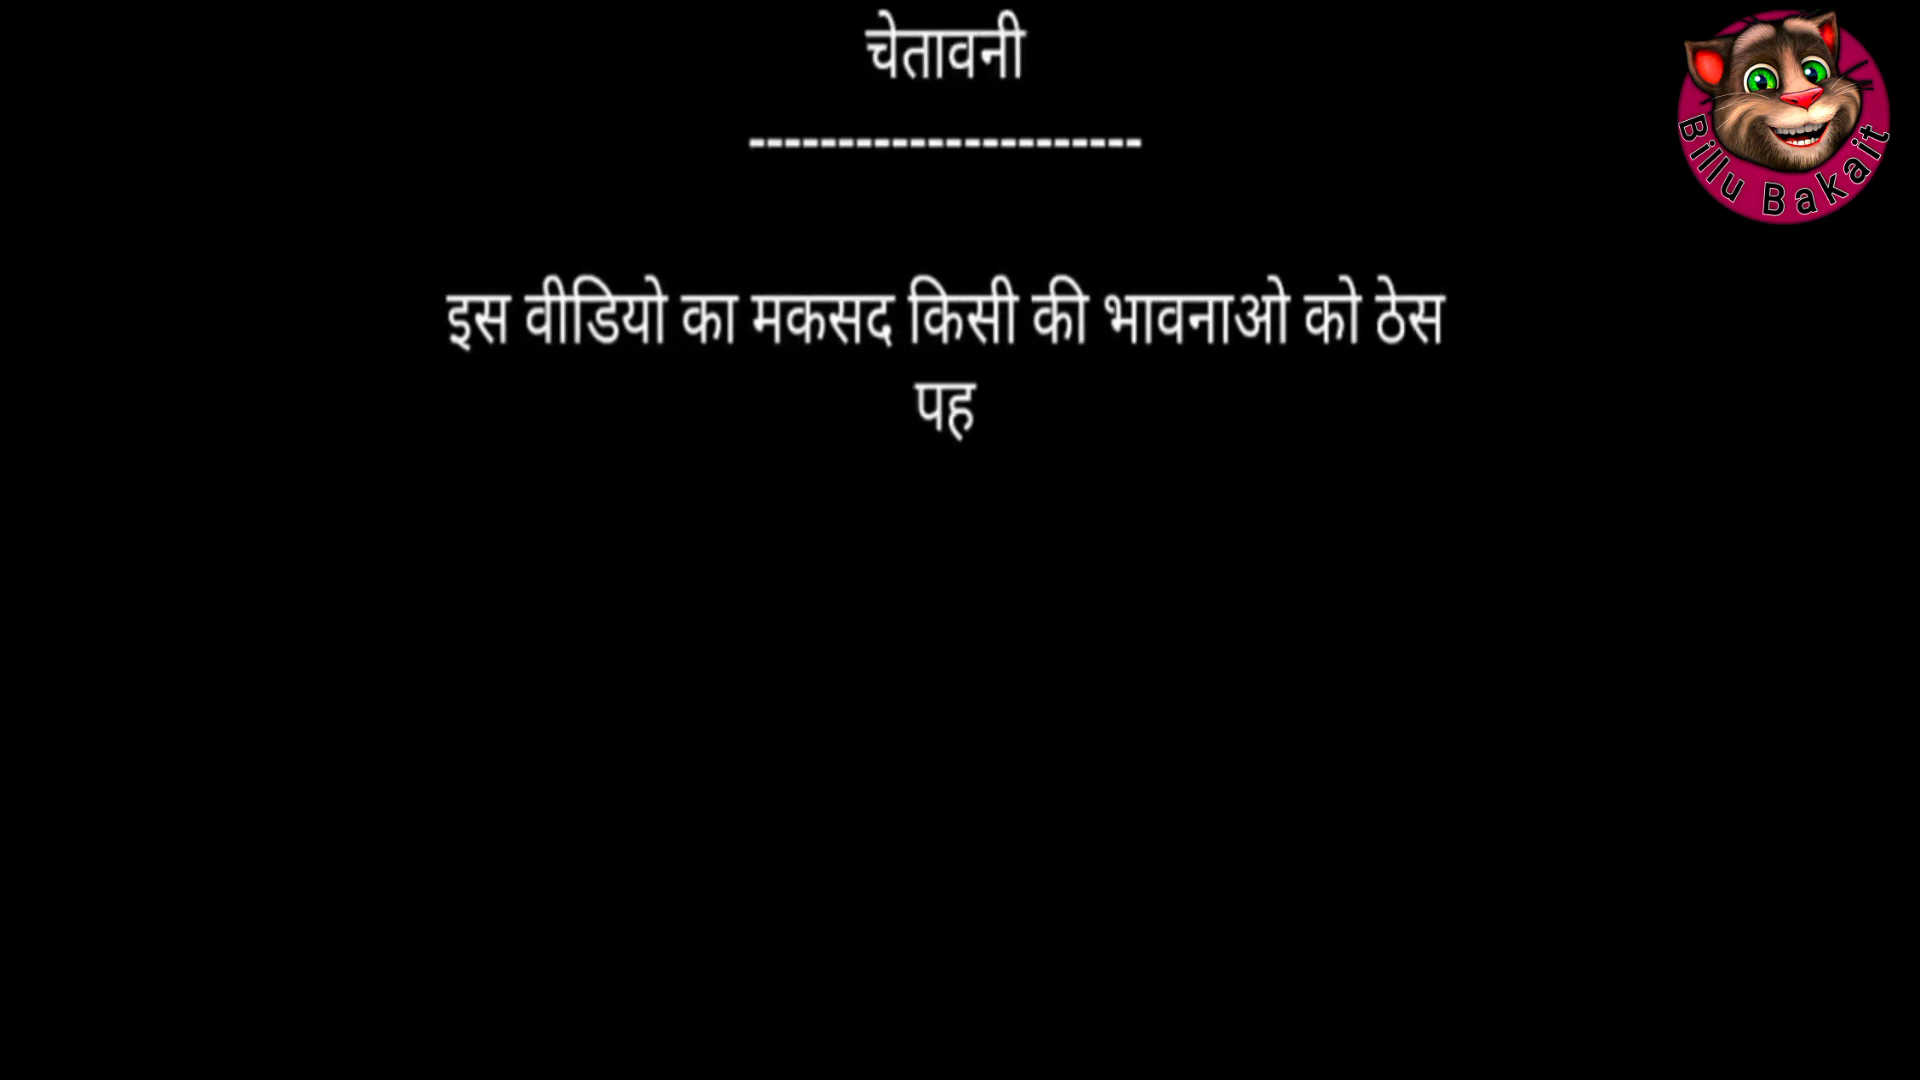 चेतावनी
----------------------
इस वीडियो का मकसद किसी की भावनाओ को ठेस
पह
Billu Bakait